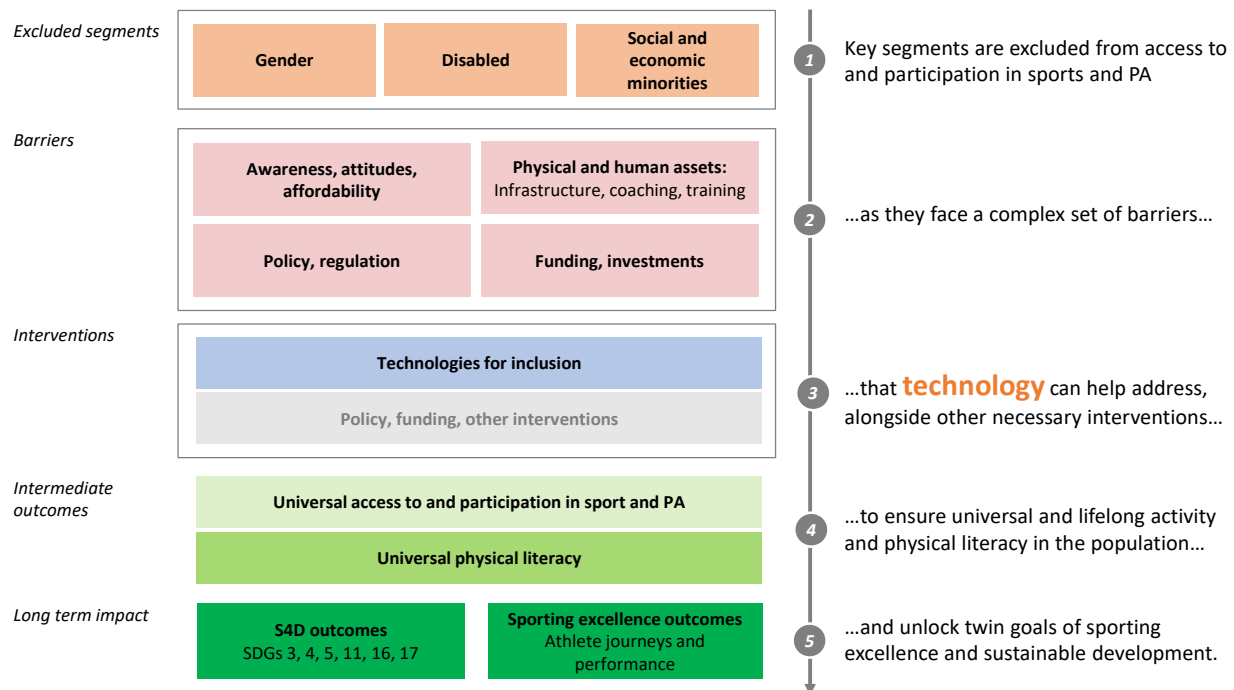 Excluded segments
Gender
Disabled
Social and
economic
minorities
1
Key segments are excluded from access to
and participation in sports and PA
Barriers
Awareness, attitudes,
affordability
Physical and human assets:
Infrastructure, coaching, training
Policy, regulation
Funding, investments
2
…as they face a complex set of barriers…
Interventions
Technologies for inclusion
Policy, funding, other interventions
3
…that technology can help address,
alongside other necessary interventions…
Intermediate
outcomes
Universal access to and participation in sport and PA
Universal physical literacy
4
…to ensure universal and lifelong activity
and physical literacy in the population…
Long term impact
S4D outcomes
SDGs 3, 4, 5, 11, 16, 17
Sporting excellence outcomes
Athlete journeys and
performance
5
…and unlock twin goals of sporting
excellence and sustainable development.